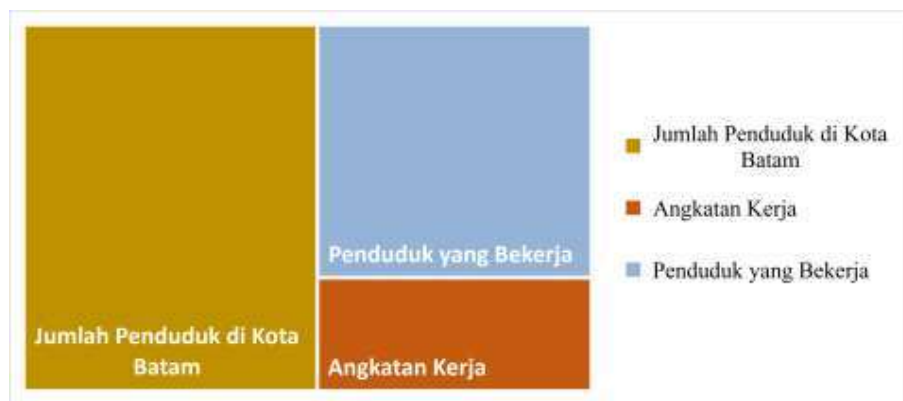 Penduduk yang Bekerja
Jumlah Penduduk di Kota
Batam
Angkatan Kerja
Jumlah Penduduk di Kota
Batam
Angkatan Kerja
Penduduk yang Bekerja